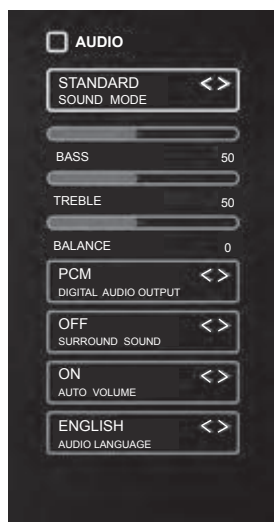 AUDIO
STANDARD < >
SOUND MODE
BASS 50
TREBLE 50
BALANCE 0
PCM < >
DIGITAL AUDIO OUTPUT
OFF < >
SURROUND SOUND
ON < >
AUTO VOLUME
ENGLISH < >
AUDIO LANGUAGE